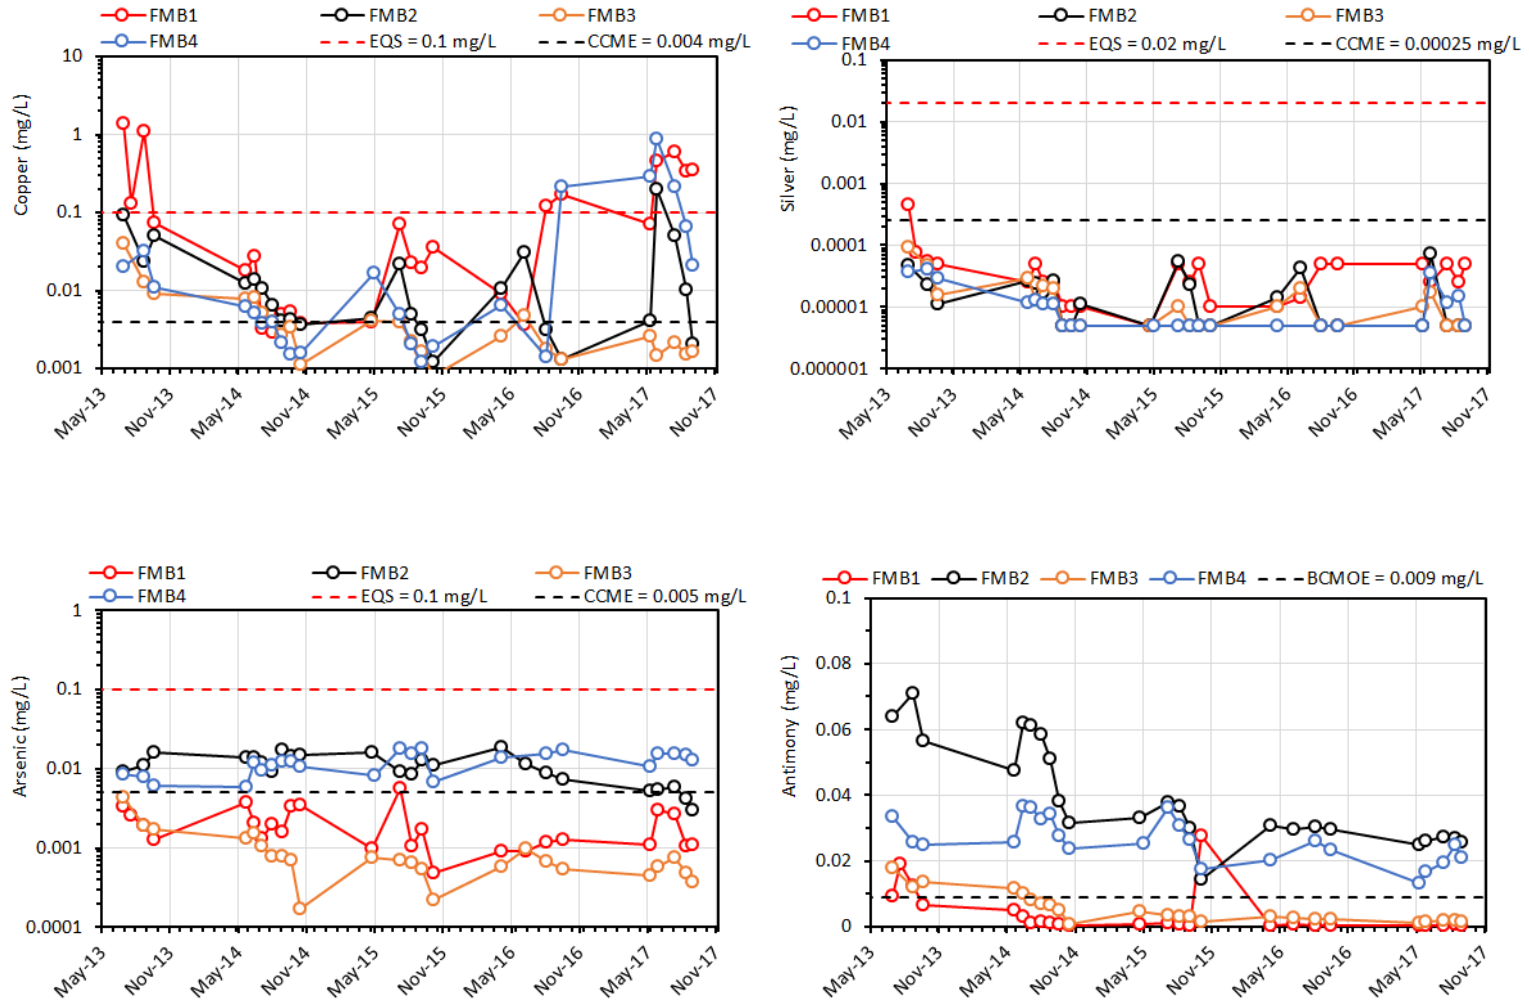 FMB1 FMB2 FMB3
FMB4 EQS = 0.1 mg/L CCME = 0.004 mg/L
Copper (mg/L)
10
1
0.1
0.01
0.001
May-13 Nov-13 May-14 Nov-14 May-15 Nov-15 May-16 Nov-16 May-17 Nov-17
FMB1 FMB2 FMB3
FMB4 EQS = 0.02 mg/L CCME = 0.00025 mg/L
Silver (mg/L)
0.1
0.01
0.001
0.0001
0.00001
0.000001
May-13 Nov-13 May-14 Nov-14 May-15 Nov-15 May-16 Nov-16 May-17 Nov-17
FMB1 FMB2 FMB3
FMB4 EQS = 0.1 mg/L CCME = 0.005 mg/L
Arsenic (mg/L)
1
0.1
0.01
0.001
0.0001
May-13 Nov-13 May-14 Nov-14 May-15 Nov-15 May-16 Nov-16 May-17 Nov-17
FMB1 FMB2 FMB3 FMB4 BCMOE = 0.009 mg/L
Antimony (mg/L)
0.1
0.08
0.06
0.04
0.02
0
May-13 Nov-13 May-14 Nov-14 May-15 Nov-15 May-16 Nov-16 May-17 Nov-17